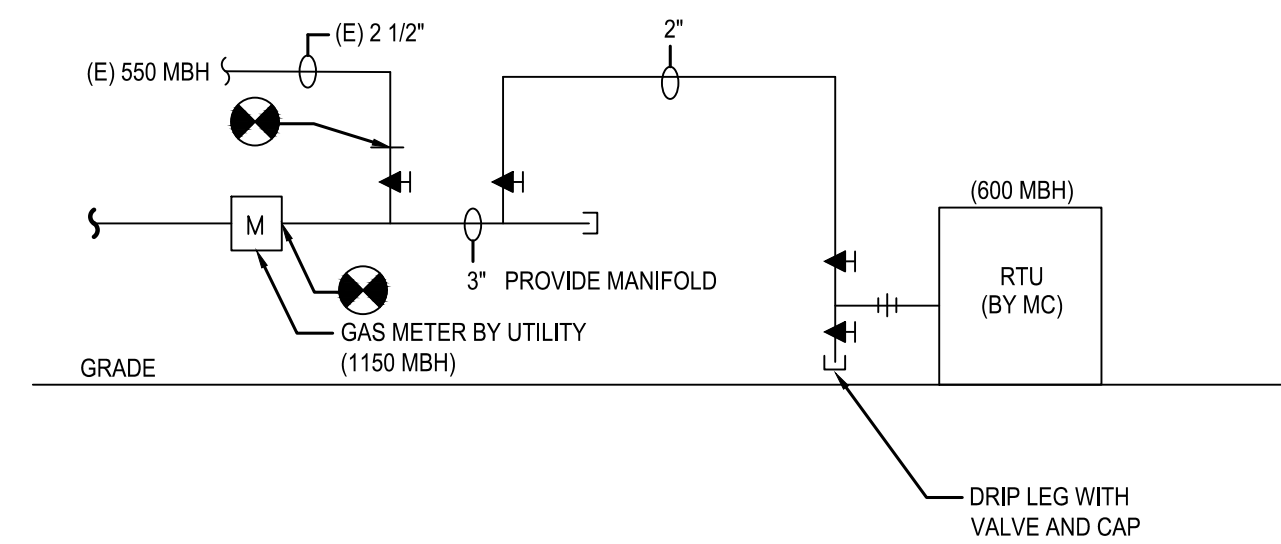 (E) 2 1/2"
2"
(E) 550 MBH
(600 MBH)
M
3" PROVIDE MANIFOLD
RTU
(BY MC)
GAS METER BY UTILITY
(1150 MBH)
GRADE
DRIP LEG WITH
VALVE AND CAP